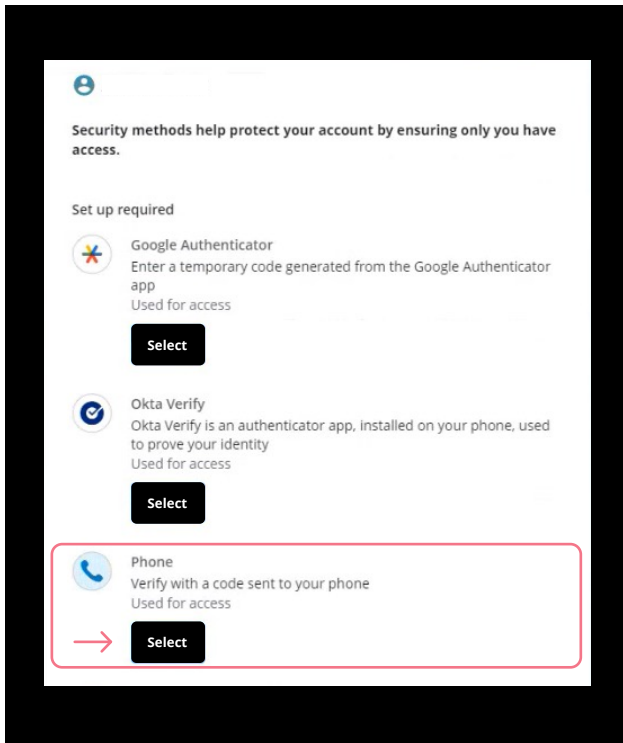 Security methods help protect your account by ensuring only you have
access.
Set up required
Google Authenticator
Enter a temporary code generated from the Google Authenticator
app
Used for access
Select
Okta Verify
Okta Verify is an authenticator app, installed on your phone, used
to prove your identity
Used for access
Select
Phone
Verify with a code sent to your phone
Used for access
Select